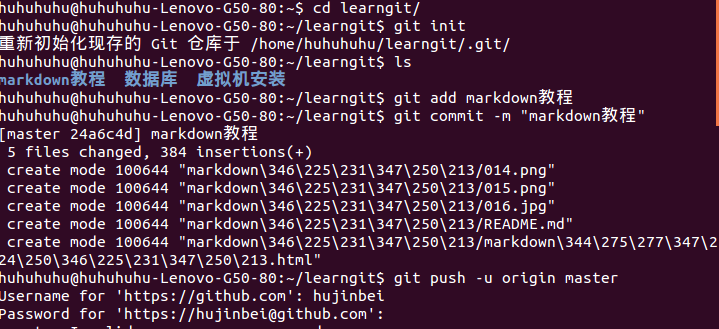 huhuhuhu@huhuhuhu-Lenovo-G50-80:~$ cd learngit/
huhuhuhu@huhuhuhu-Lenovo-G50-80:~/learngit$ git init
重新初始化现存的 Git 仓库于 /home/huhuhuhu/learngit/.git/
huhuhuhu@huhuhuhu-Lenovo-G50-80:~/learngit$ ls
markdown教程 数据库 虚拟机安装
huhuhuhu@huhuhuhu-Lenovo-G50-80:~/learngit$ git add markdown教程
huhuhuhu@huhuhuhu-Lenovo-G50-80:~/learngit$ git commit -m "markdown教程"
[master 24a6c4d] markdown教程
5 files changed, 384 insertions(+)
create mode 100644 "markdown\346\225\231\347\250\213/014.png"
create mode 100644 "markdown\346\225\231\347\250\213/015.png"
create mode 100644 "markdown\346\225\231\347\250\213/016.jpg"
create mode 100644 "markdown\346\225\231\347\250\213/README.md"
create mode 100644 "markdown\346\225\231\347\250\213/markdown\344\275\277\347\2
24\250\346\225\231\347\250\213.html"
huhuhuhu@huhuhuhu-Lenovo-G50-80:~/learngit$ git push -u origin master
Username for 'https://github.com': hujinbei
Password for 'https://hujinbei@github.com':